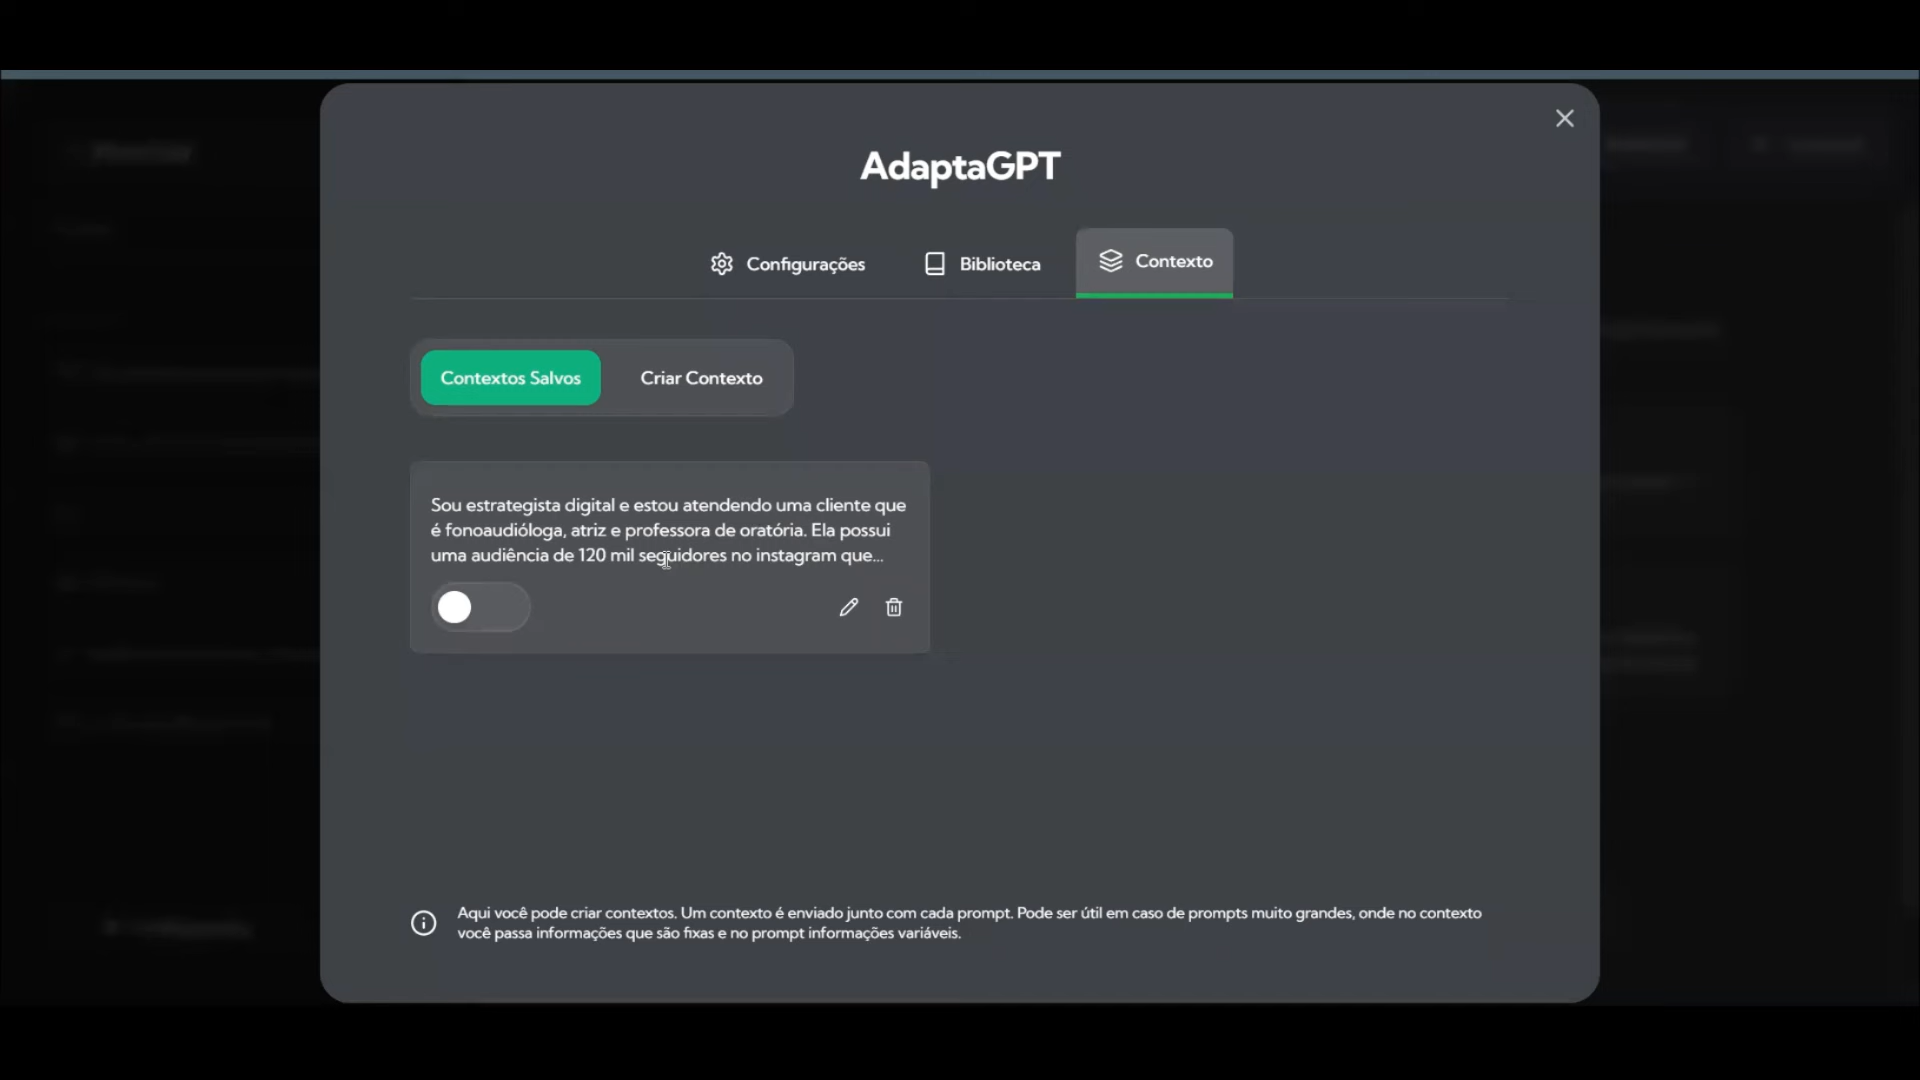 AdaptaGPT
Configurações
Biblioteca
Contexto
Contextos Salvos
Criar Contexto
Sou estrategista digital e estou atendendo uma cliente que
é fonoaudióloga, atriz e professora de oratória. Ela possui
uma audiência de 120 mil seguidores no instagram que...
Aqui você pode criar contextos. Um contexto é enviado junto com cada prompt. Pode ser útil em caso de prompts muito grandes, onde no contexto
você passa informações que são fixas e no prompt informações variáveis.